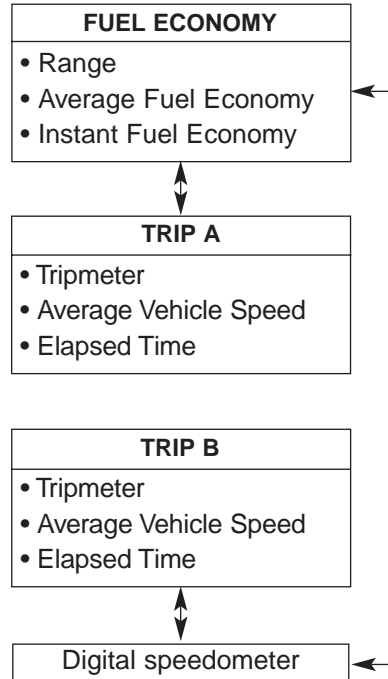 FUEL ECONOMY
• Range
• Average Fuel Economy
• Instant Fuel Economy
TRIP A
• Tripmeter
• Average Vehicle Speed
• Elapsed Time
TRIP B
• Tripmeter
• Average Vehicle Speed
• Elapsed Time
Digital speedometer